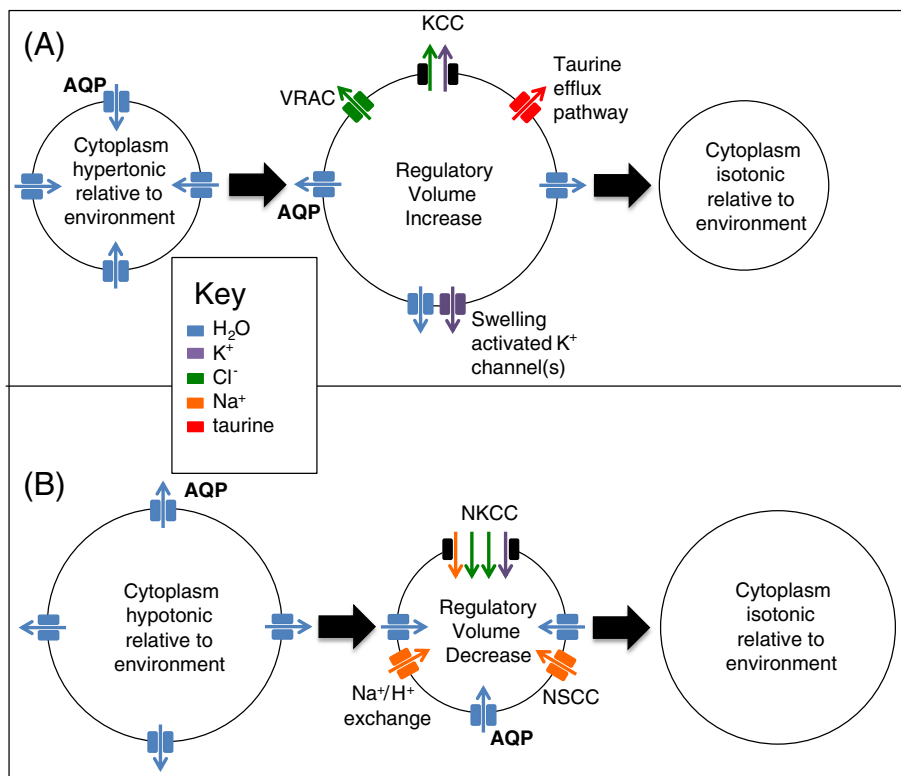 (A)
AQP
Cytoplasm
hypertonic
relative to
environment
VRAC
KCC
Taurine
efflux
pathway
AQP
Regulatory
Volume
Increase
Swelling
activated K⁺
channel(s)
Cytoplasm
isotonic
relative to
environment
Key
H₂O
K⁺
Cl⁻
Na⁺
taurine
(B)
AQP
Cytoplasm
hypotonic
relative to
environment
NKCC
Regulatory
Volume
Decrease
Na⁺/H⁺
exchange
NSCC
AQP
Cytoplasm
isotonic
relative to
environment